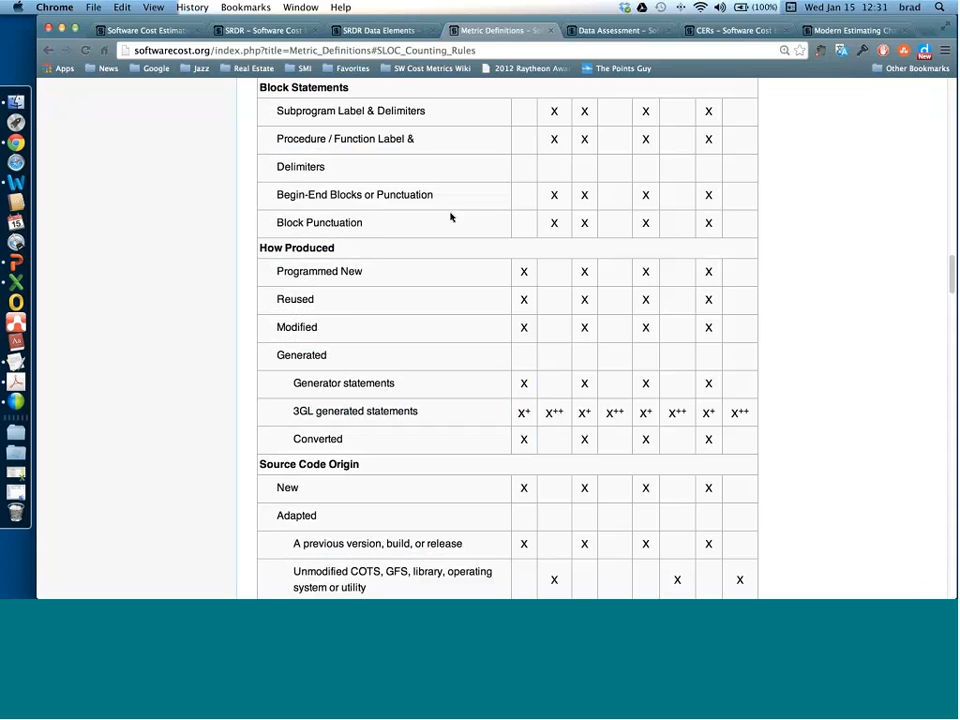 Chrome File Edit View History Bookmarks Window Help (100%) Wed Jan 15 12:31 brad
Software Cost Estimat SRDR – Software Cost SRDR Data Elements - Metric Definitions – So Data Assessment – So CERs – Software Cost Modern Estimating Ch
softwarecost.org/index.php?title=Metric_Definitions#SLOC_Counting_Rules
Apps News Google Jazz Real Estate SMI Favorites SW Cost Metrics Wiki 2012 Raytheon Aw The Points Guy Other Bookmarks
Block Statements
Subprogram Label & Delimiters X X X X
Procedure / Function Label & X X X X
Delimiters
Begin-End Blocks or Punctuation X X X X
Block Punctuation X X X X
How Produced
Programmed New X X X X
Reused X X X X
Modified X X X X
Generated
Generator statements X X X X
3GL generated statements X+ X++ X+ X++ X+ X++ X+ X++
Converted X X X X
Source Code Origin
New X X X X
Adapted
A previous version, build, or release X X X X
Unmodified COTS, GFS, library, operating
system or utility X X X